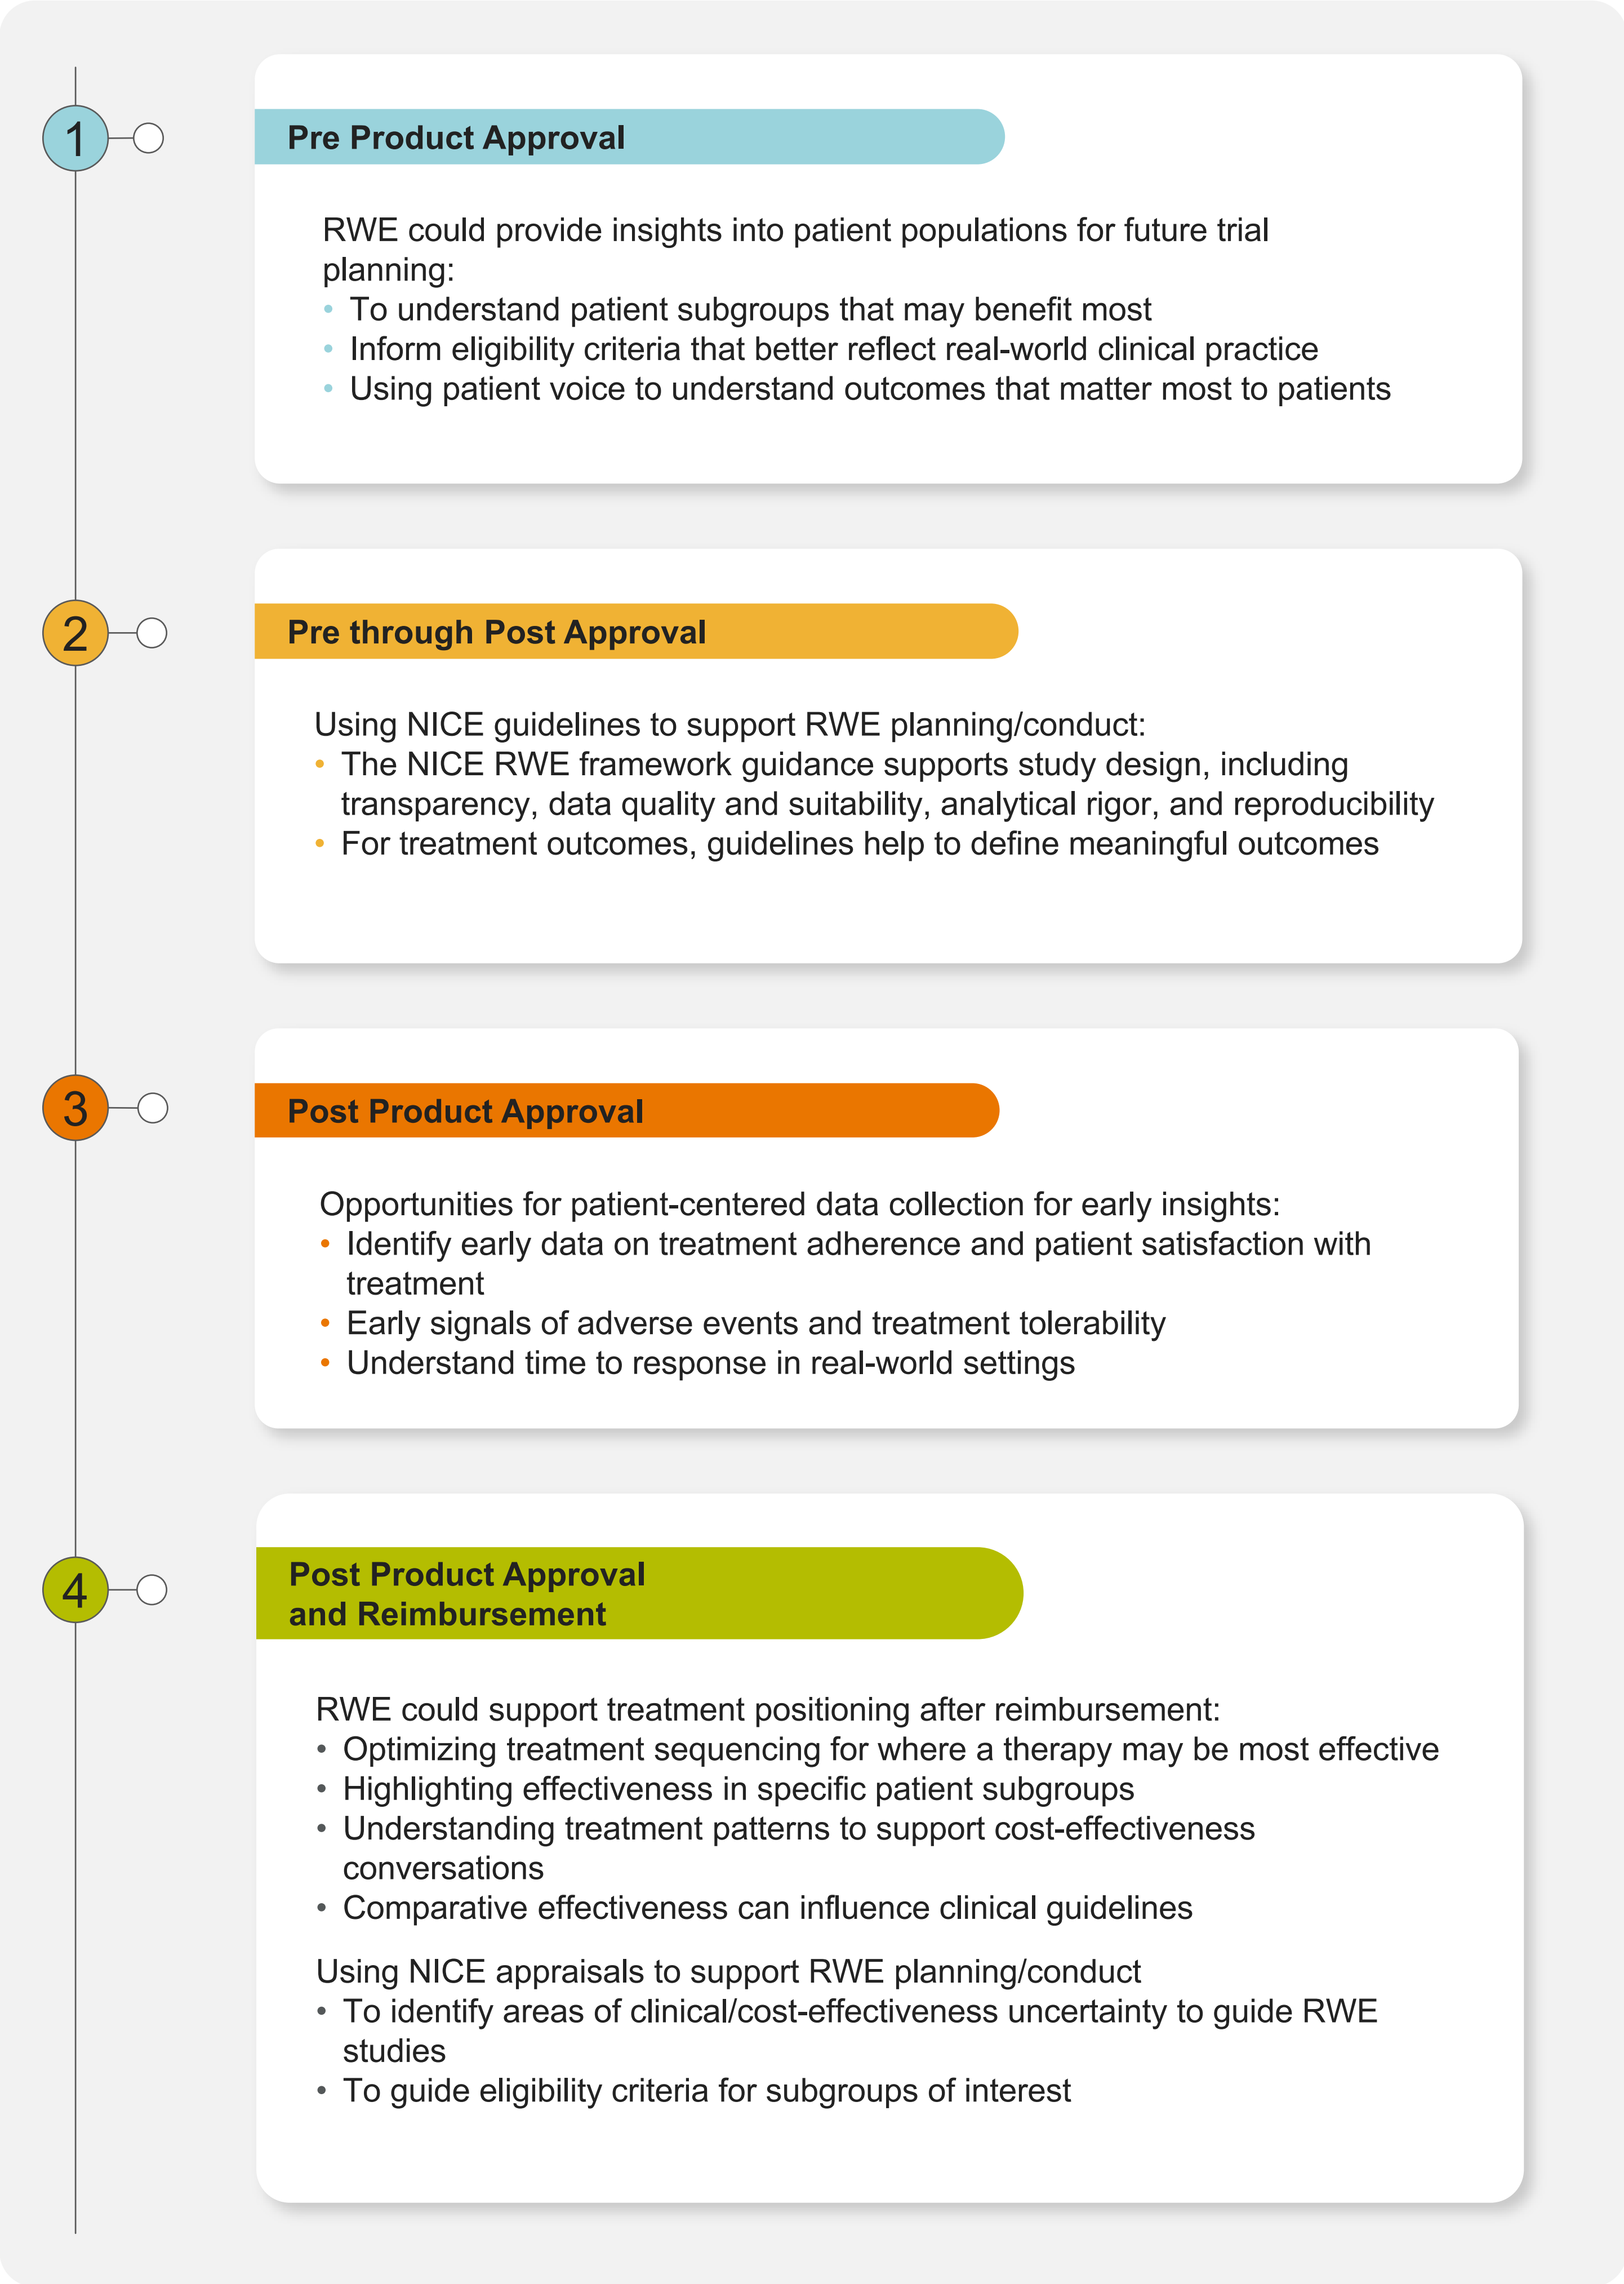 1
Pre Product Approval
RWE could provide insights into patient populations for future trial
planning:
• To understand patient subgroups that may benefit most
• Inform eligibility criteria that better reflect real-world clinical practice
• Using patient voice to understand outcomes that matter most to patients
2
Pre through Post Approval
Using NICE guidelines to support RWE planning/conduct:
• The NICE RWE framework guidance supports study design, including
transparency, data quality and suitability, analytical rigor, and reproducibility
• For treatment outcomes, guidelines help to define meaningful outcomes
3
Post Product Approval
Opportunities for patient-centered data collection for early insights:
• Identify early data on treatment adherence and patient satisfaction with
treatment
• Early signals of adverse events and treatment tolerability
• Understand time to response in real-world settings
4
Post Product Approval
and Reimbursement
RWE could support treatment positioning after reimbursement:
• Optimizing treatment sequencing for where a therapy may be most effective
• Highlighting effectiveness in specific patient subgroups
• Understanding treatment patterns to support cost-effectiveness
conversations
• Comparative effectiveness can influence clinical guidelines
Using NICE appraisals to support RWE planning/conduct
• To identify areas of clinical/cost-effectiveness uncertainty to guide RWE
studies
• To guide eligibility criteria for subgroups of interest